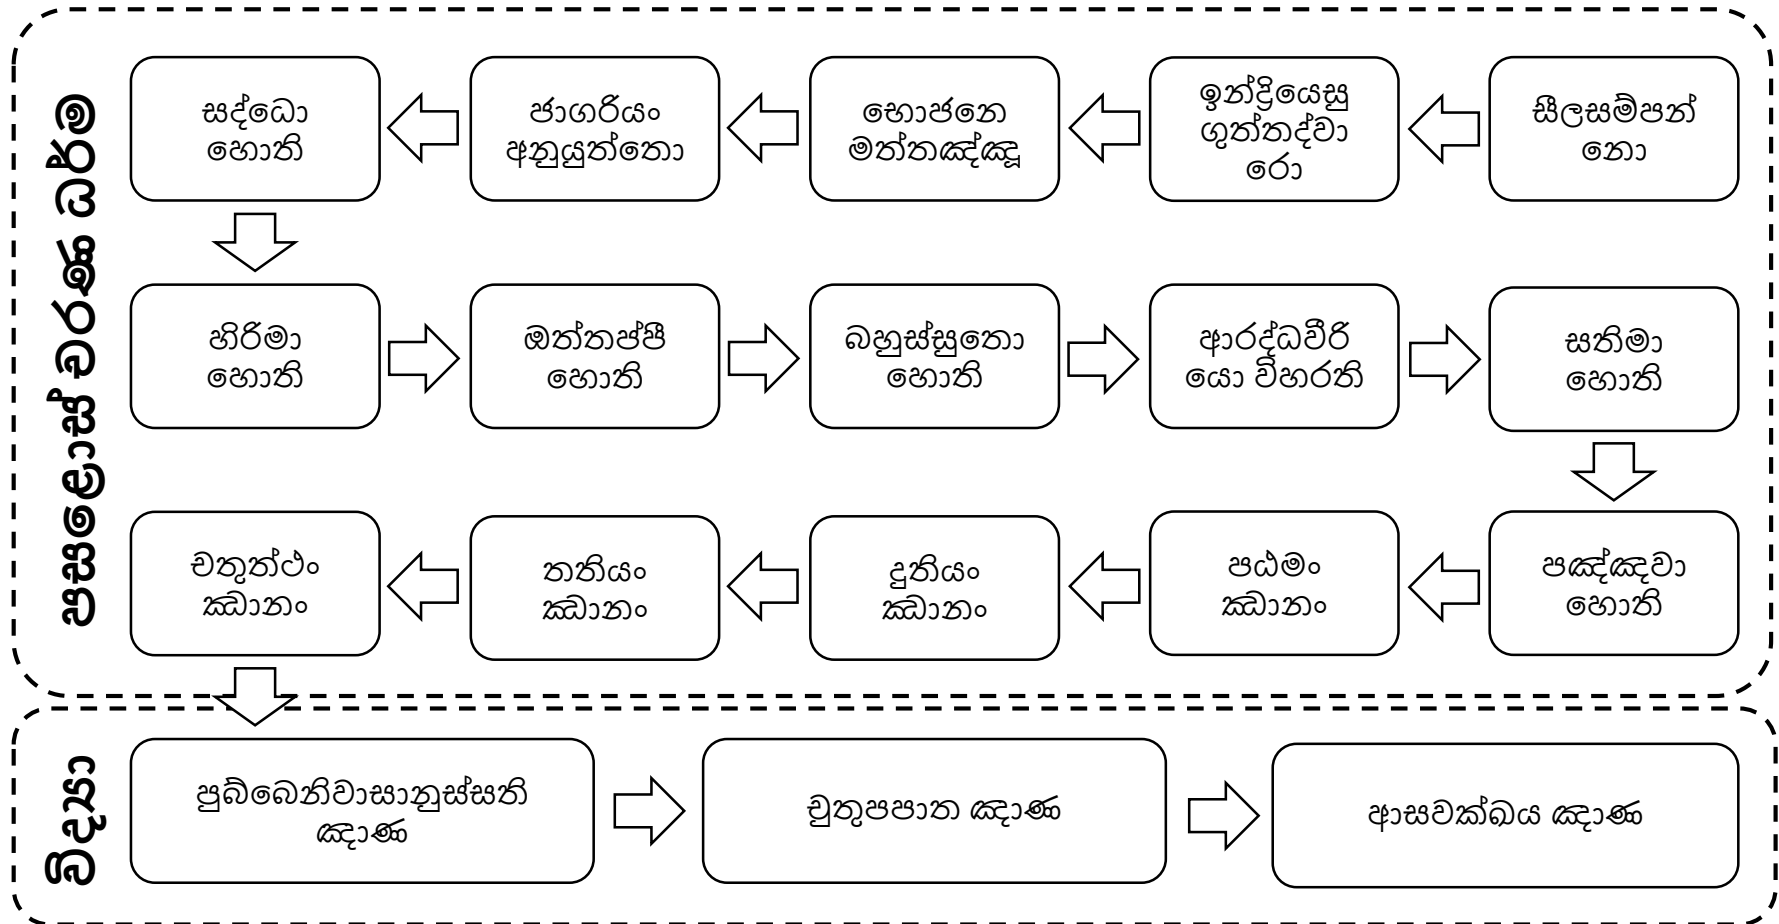 පසළොස් චරණ ධර්ම
සද්ධො
හොති
ජාගරියං
අනුයුත්තො
භොජනෙ
මත්තඤ්ඤූ
ඉන්ද්‍රියෙසු
ගුත්තද්වා
රො
සීලසම්පන්
නො
හිරිමා
හොති
ඔත්තප්පී
හොති
බහුස්සුතො
හොති
ආරද්ධවීරි
යො විහරති
සතිමා
හොති
චතුත්ථං
ඣානං
තතියං
ඣානං
දුතියං
ඣානං
පඨමං
ඣානං
පඤ්ඤවා
හොති
විද්‍යා
පුබ්බෙනිවාසානුස්සති
ඤාණ
චුතූපපාත ඤාණ
ආසවක්ඛය ඤාණ